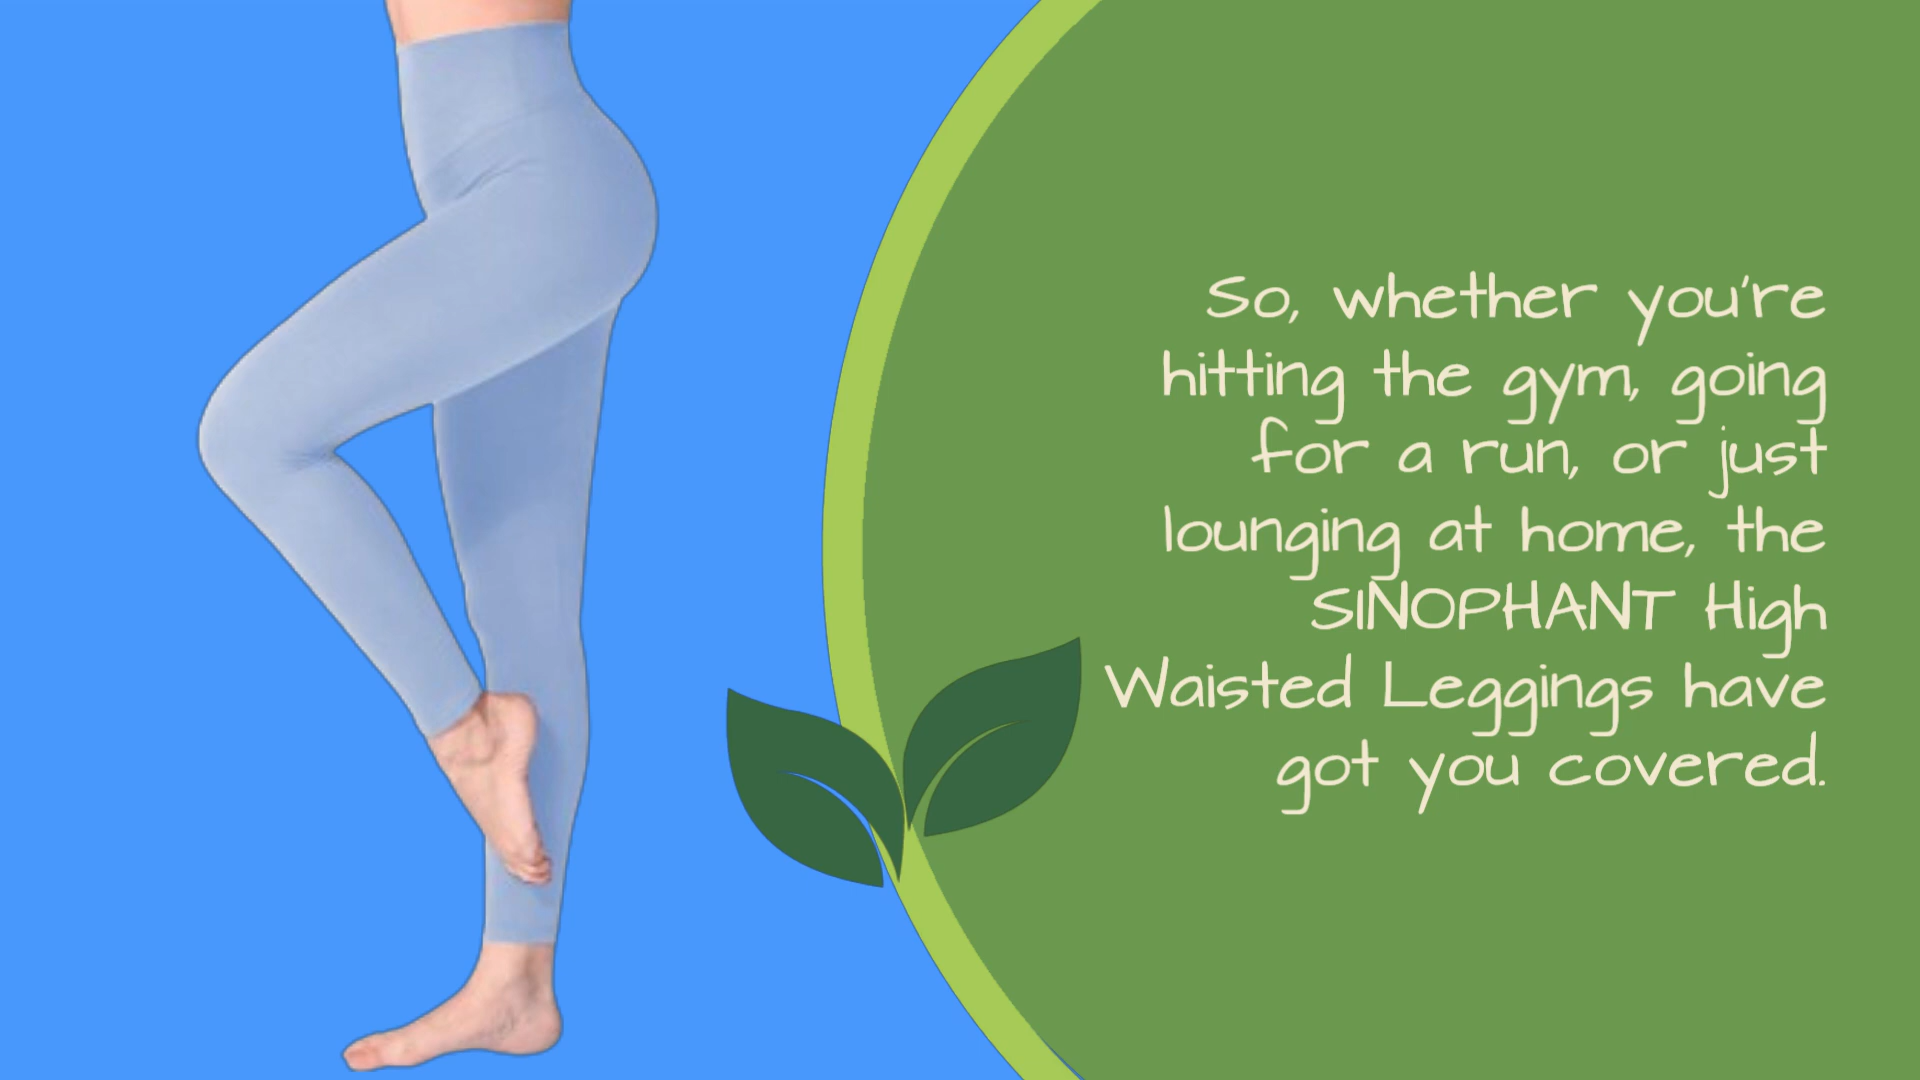 So, whether you're
hitting the gym, going
for a run, or just
lounging at home, the
SINOPHANT High
Waisted Leggings have
got you covered.